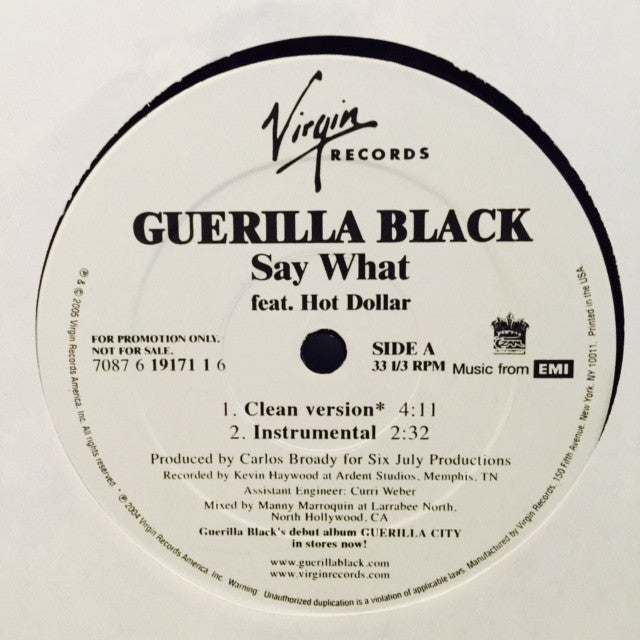 Virgin
RECORDS
GUERILLA BLACK
Say What
feat. Hot Dollar
FOR PROMOTION ONLY.
NOT FOR SALE.
7087 6 19171 1 6
SIDE A
33 1/3 RPM
Music from EMI
1. Clean version* 4:11
2. Instrumental 2:32
Produced by Carlos Broady for Six July Productions
Recorded by Kevin Haywood at Ardent Studios, Memphis, TN
Assistant Engineer: Curri Weber
Mixed by Manny Marroquin at Larrabee North,
North Hollywood, CA
Guerilla Black's debut album GUERILLA CITY
in stores now!
www.guerillablack.com
www.virginrecords.com
℗ & © 2005 Virgin Records America, Inc. All rights reserved. * ℗ 2004 Virgin Records America, Inc. Warning: Unauthorized duplication is a violation of applicable laws. Manufactured by Virgin Records, 150 Fifth Avenue, New York, NY 10011. Printed in the USA.